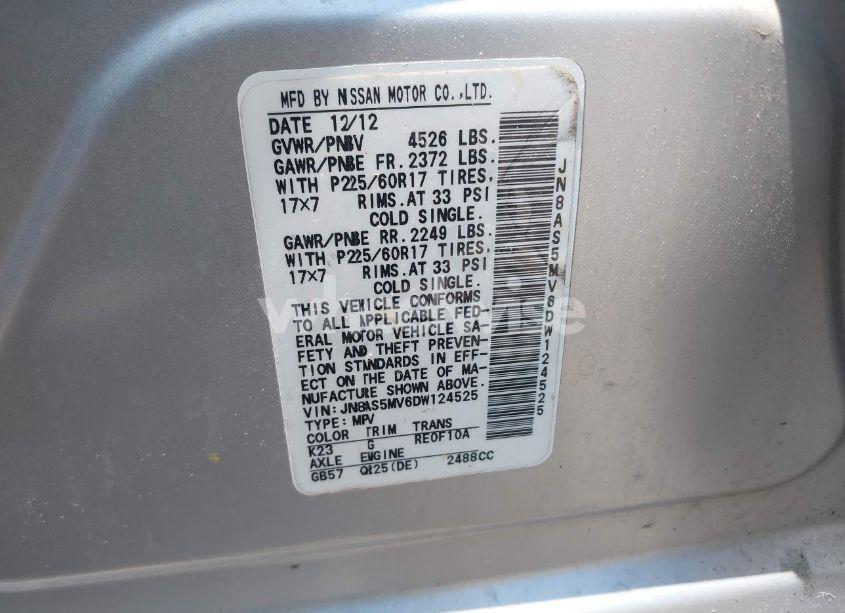 MFD BY NISSAN MOTOR CO.,LTD.
DATE 12/12
GVWR/PNBV 4526 LBS.
GAWR/PNBE FR.2372 LBS.
WITH P225/60R17 TIRES,
17×7 RIMS.AT 33 PSI
COLD SINGLE.
GAWR/PNBE RR.2249 LBS.
WITH P225/60R17 TIRES,
17×7 RIMS.AT 33 PSI
COLD SINGLE.
THIS VEHICLE CONFORMS
TO ALL APPLICABLE FED-
ERAL MOTOR VEHICLE SA-
FETY AND THEFT PREVEN-
TION STANDARDS IN EFF-
ECT ON THE DATE OF MA-
NUFACTURE SHOWN ABOVE.
VIN:JN8AS5MV6DW124525
TYPE:MPV
COLOR TRIM TRANS
K23 G RE0F10A
AXLE ENGINE
GB57 QR25(DE) 2488CC
JN8AS5MV6DW124525